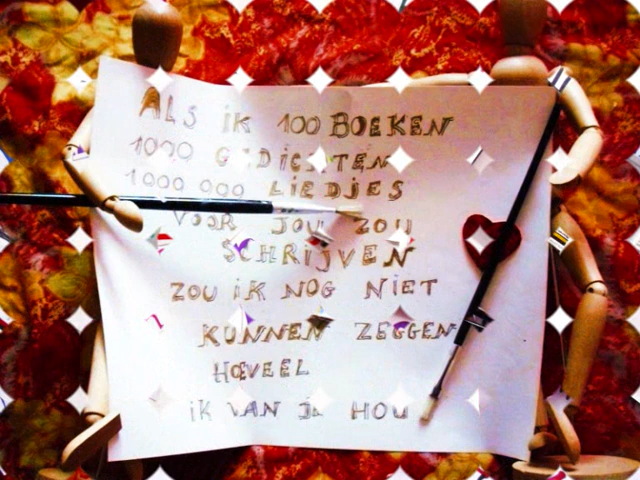 ALS iK 100 BOEKEN
1000 GEDICHTEN
1000 000 LIEDJES
VOOR JOU ZOU
SCHRIJVEN
ZOU iK NOG NiET
KUNNEN ZEGGEN
HOEVEEL
iK VAN JE HOU